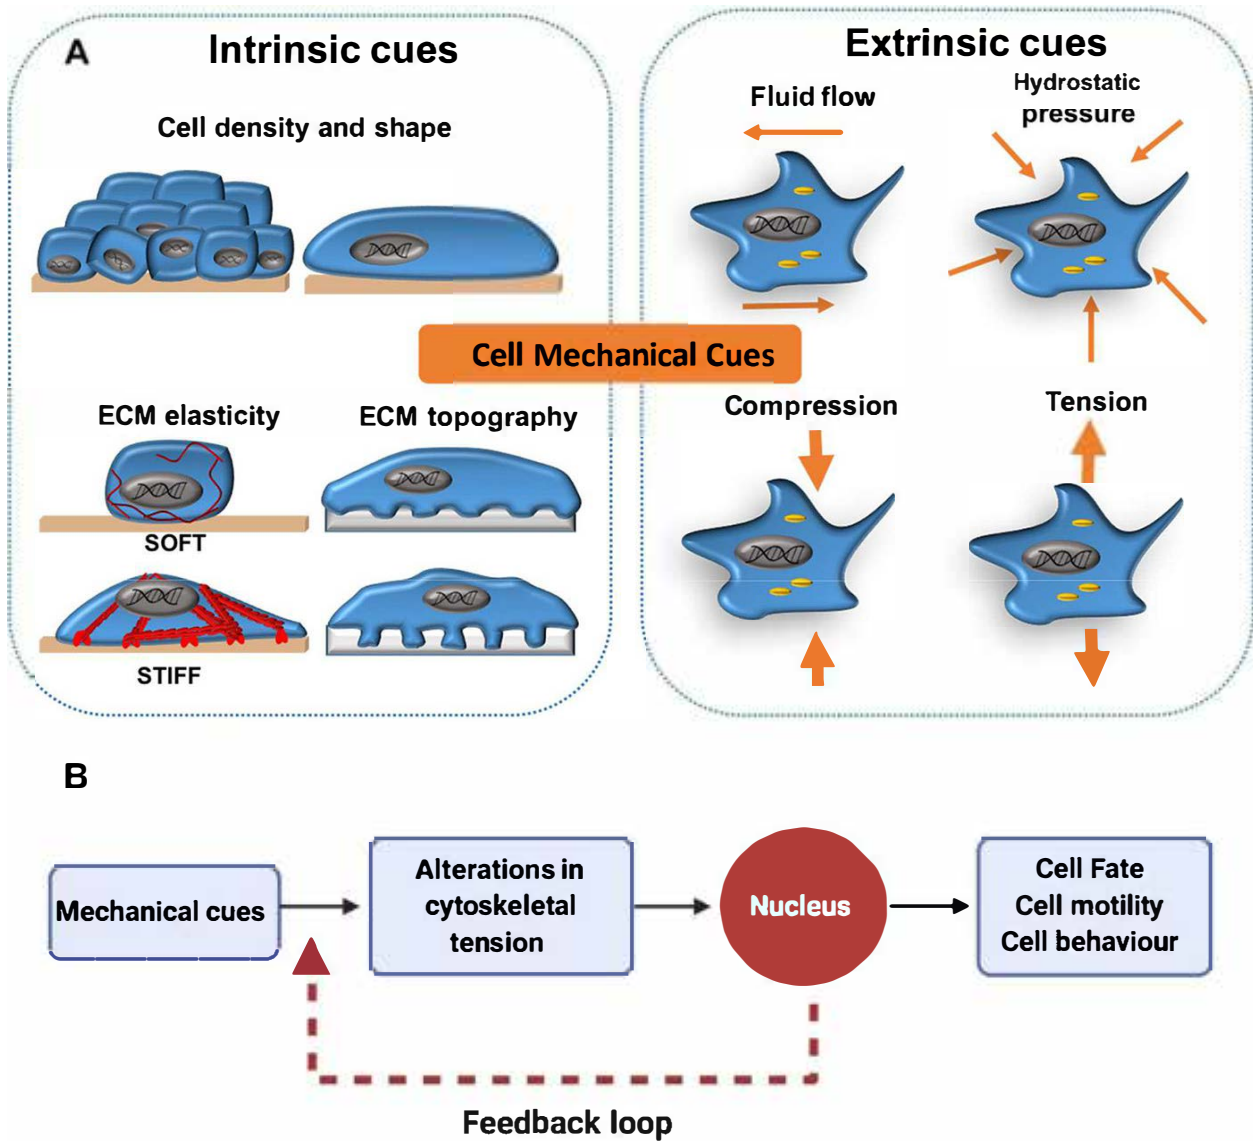 A
Intrinsic cues
Cell density and shape
ECM elasticity
ECM topography
SOFT
STIFF
Cell Mechanical Cues
Extrinsic cues
Fluid flow
Hydrostatic
pressure
Compression
Tension
B
Mechanical cues
Alterations in
cytoskeletal
tension
Nucleus
Cell Fate
Cell motility
Cell behaviour
Feedback loop